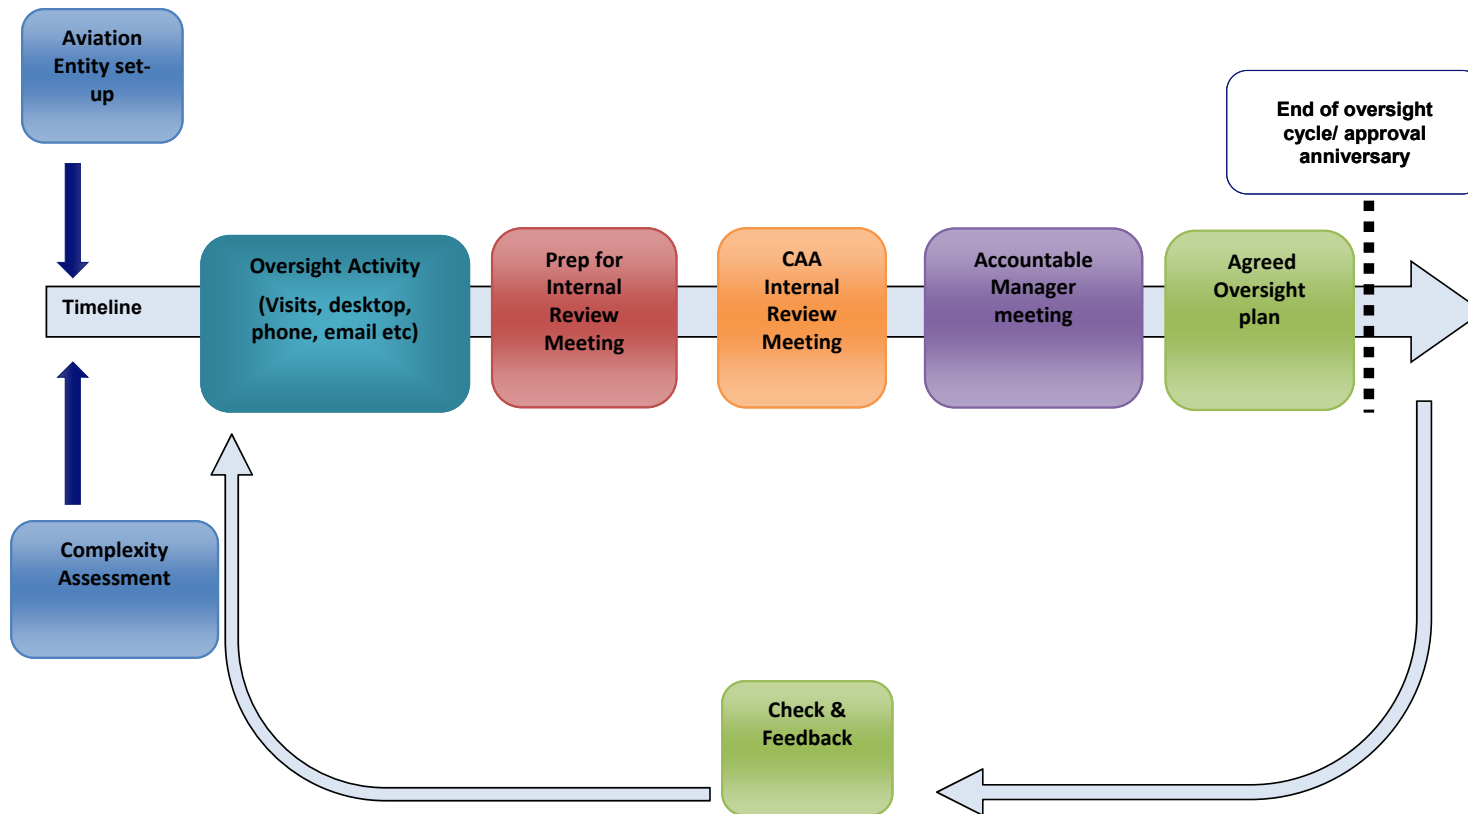 Aviation
Entity set-
up
End of oversight
cycle/ approval
anniversary
Timeline
Oversight Activity
(Visits, desktop,
phone, email etc)
Prep for
Internal
Review
Meeting
CAA
Internal
Review
Meeting
Accountable
Manager
meeting
Agreed
Oversight
plan
Complexity
Assessment
Check &
Feedback